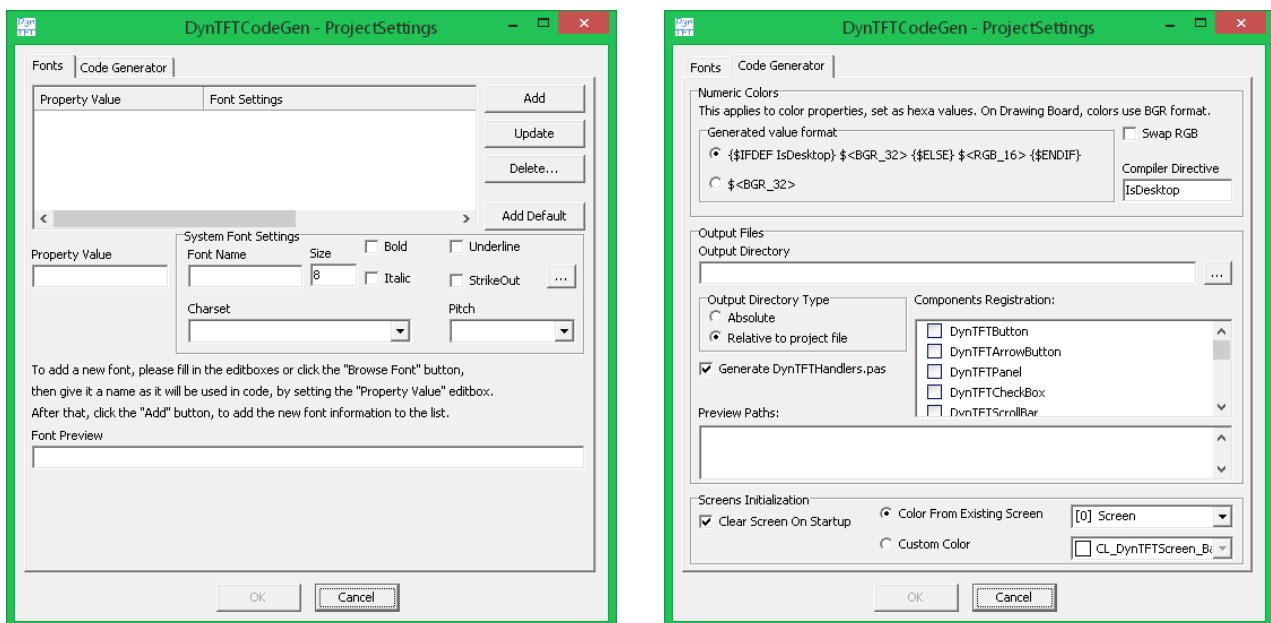 DynTFTCodeGen - ProjectSettings
Fonts
Code Generator
Property Value
Font Settings
Add
Update
Delete...
Add Default
Property Value
System Font Settings
Font Name
Size
8
Bold
Italic
Underline
StrikeOut
...
Charset
Pitch
To add a new font, please fill in the editboxes or click the "Browse Font" button,
then give it a name as it will be used in code, by setting the "Property Value" editbox.
After that, click the "Add" button, to add the new font information to the list.
Font Preview
OK
Cancel
DynTFTCodeGen - ProjectSettings
Fonts
Code Generator
Numeric Colors
This applies to color properties, set as hexa values. On Drawing Board, colors use BGR format.
Generated value format
{$IFDEF IsDesktop} $<BGR_32> {$ELSE} $<RGB_16> {$ENDIF}
$<BGR_32>
Swap RGB
Compiler Directive
IsDesktop
Output Files
Output Directory
...
Output Directory Type
Absolute
Relative to project file
Generate DynTFTHandlers.pas
Components Registration:
DynTFTButton
DynTFTArrowButton
DynTFTPanel
DynTFTCheckBox
DynTFTScrollBar
Preview Paths:
Screens Initialization
Clear Screen On Startup
Color From Existing Screen
[0] Screen
Custom Color
CL_DynTFTScreen_Ba
OK
Cancel